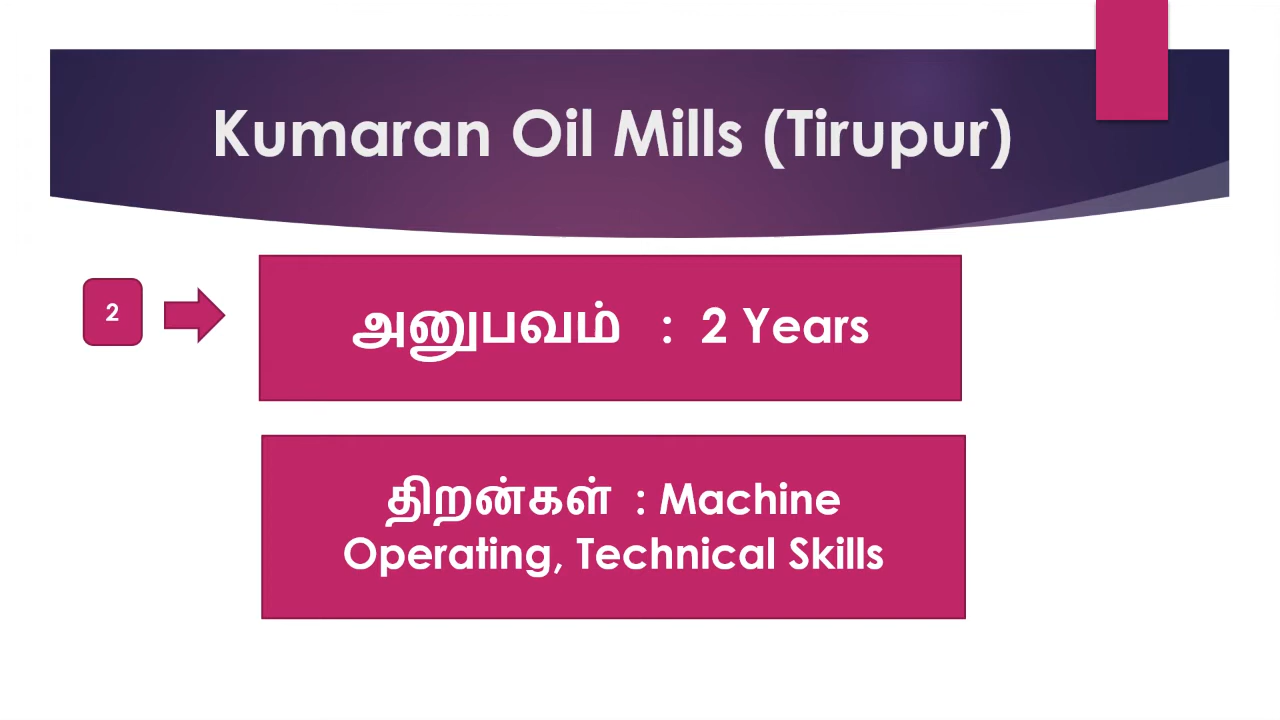 Kumaran Oil Mills (Tirupur)
2
அனுபவம் : 2 Years
திறன்கள் : Machine
Operating, Technical Skills